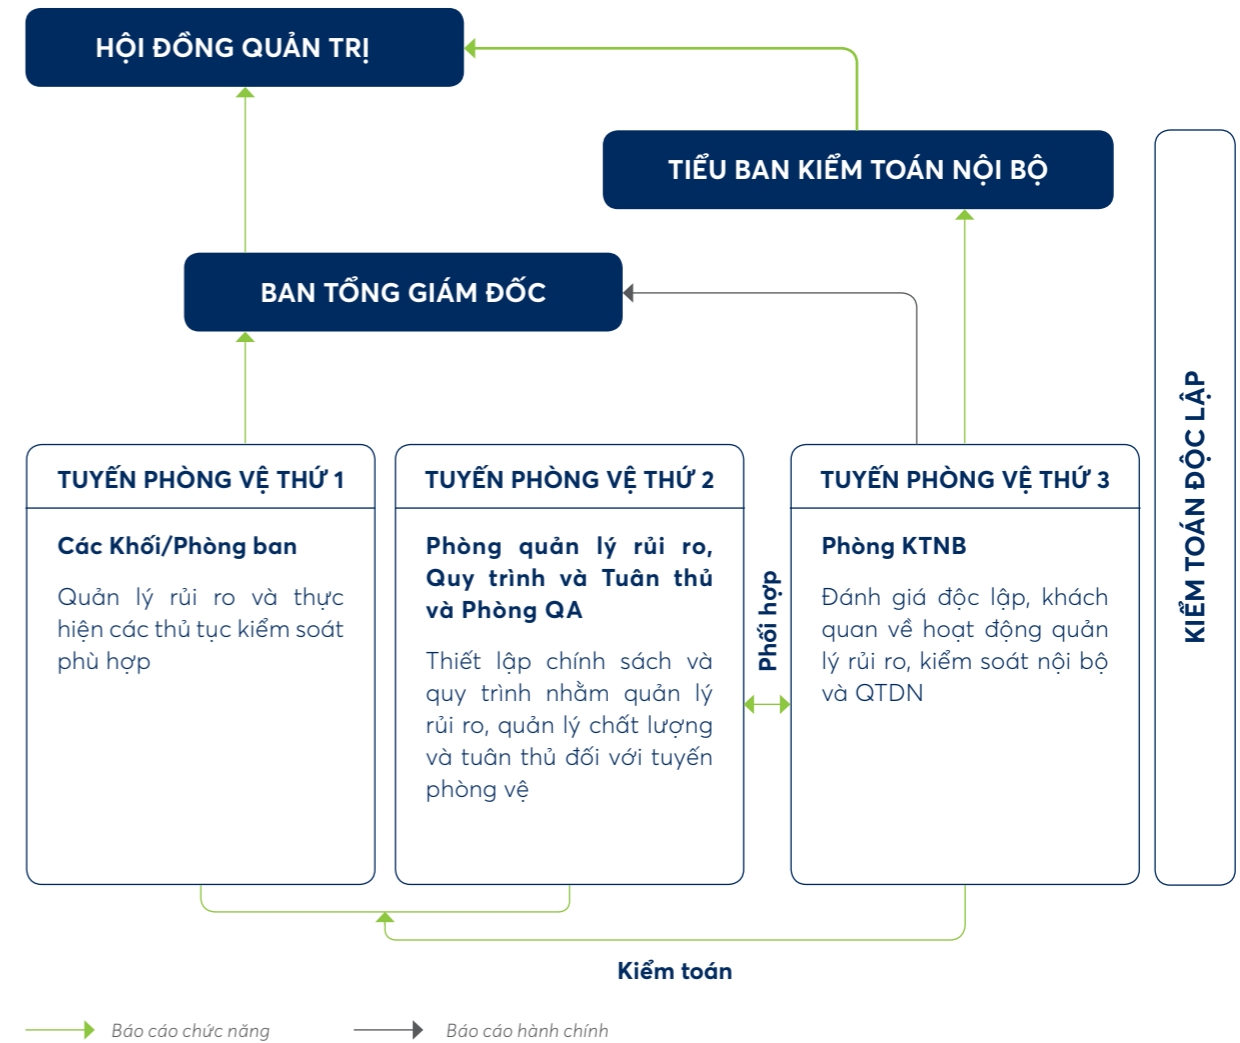 HỘI ĐỒNG QUẢN TRỊ
TIỂU BAN KIỂM TOÁN NỘI BỘ
BAN TỔNG GIÁM ĐỐC
TUYẾN PHÒNG VỆ THỨ 1
Các Khối/Phòng ban
Quản lý rủi ro và thực
hiện các thủ tục kiểm soát
phù hợp
TUYẾN PHÒNG VỆ THỨ 2
Phòng quản lý rủi ro,
Quy trình và Tuân thủ
và Phòng QA
Thiết lập chính sách và
quy trình nhằm quản lý
rủi ro, quản lý chất lượng
và tuân thủ đối với tuyến
phòng vệ
Phối hợp
TUYẾN PHÒNG VỆ THỨ 3
Phòng KTNB
Đánh giá độc lập, khách
quan về hoạt động quản
lý rủi ro, kiểm soát nội bộ
và QTDN
KIỂM TOÁN ĐỘC LẬP
Kiểm toán
Báo cáo chức năng
Báo cáo hành chính